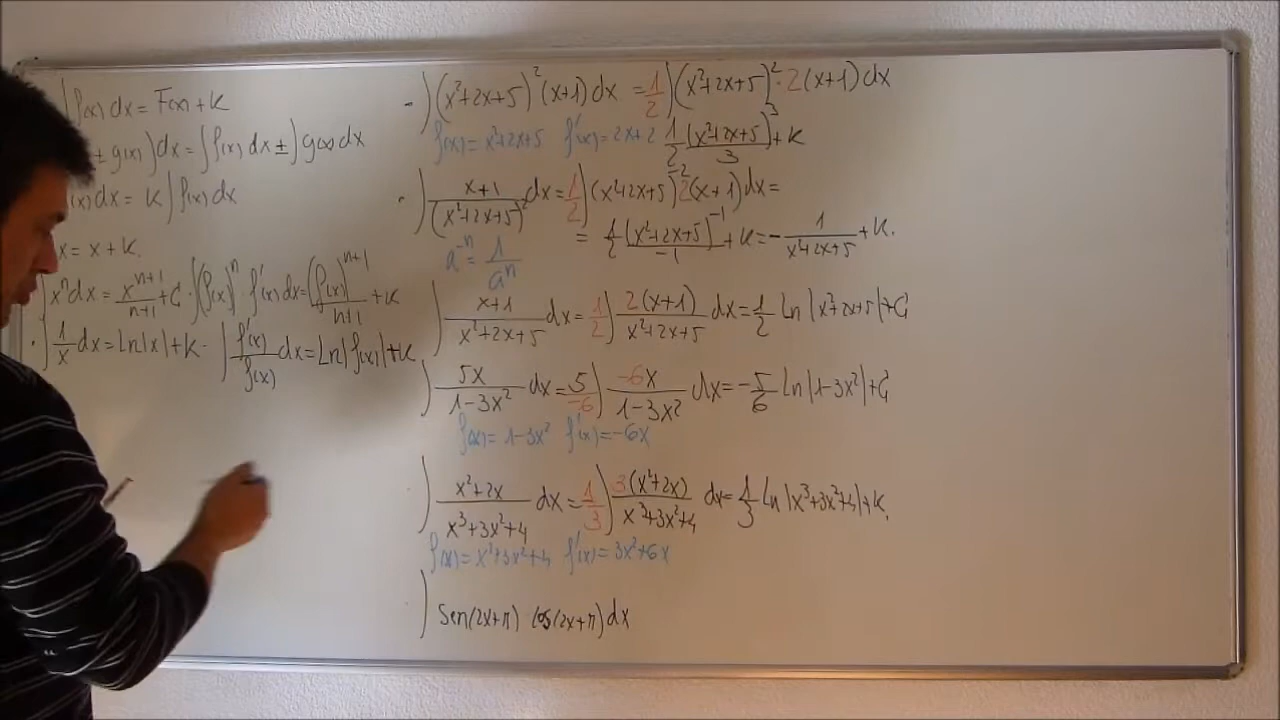 ∫f(x) dx = F(x) + K
± g(x))dx = ∫f(x) dx ± ∫g(x) dx
(x) dx = K ∫f(x) dx
x = x + K.
∫x^n dx = x^(n+1)/(n+1) + C · ∫(f(x))^n · f'(x) dx = (f(x))^(n+1)/(n+1) + K
· ∫1/x dx = Ln|x| + K · ∫f'(x)/f(x) dx = Ln|f(x)| + K
- ∫(x²+2x+5)² (x+1) dx = 1/2 ∫(x²+2x+5)² · 2(x+1) dx
f(x) = x²+2x+5 f'(x) = 2x+2 1/2 (x²+2x+5)³/3 + K
· ∫(x+1)/(x²+2x+5)² dx = 1/2 ∫(x²+2x+5)^-2 2(x+1) dx =
= 1/2 (x²+2x+5)^-1/-1 + K = - 1/(x²+2x+5) + K.
a^-n = 1/a^n
∫(x+1)/(x²+2x+5) dx = 1/2 ∫2(x+1)/(x²+2x+5) dx = 1/2 Ln|x²+2x+5| + C
∫5x/(1-3x²) dx = 5/-6 ∫-6x/(1-3x²) dx = -5/6 Ln|1-3x²| + C
f(x) = 1-3x² f'(x) = -6x
· ∫(x²+2x)/(x³+3x²+4) dx = 1/3 ∫3(x²+2x)/(x³+3x²+4) dx = 1/3 Ln|x³+3x²+4| + K.
f(x) = x³+3x²+4 f'(x) = 3x²+6x
· ∫Sen(2x+π) · cos(2x+π) dx